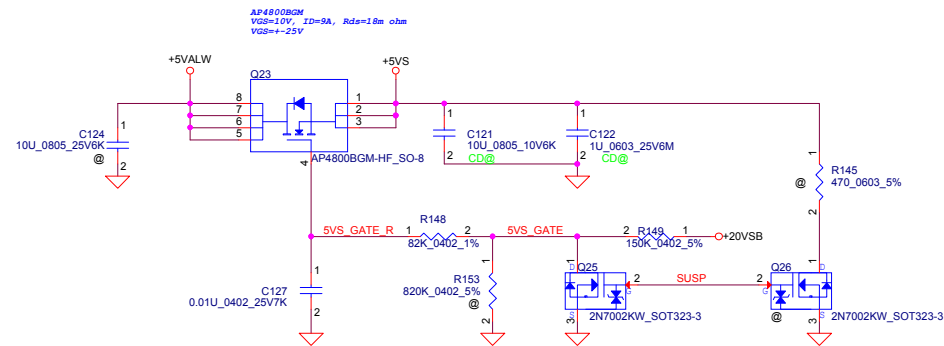 AP4800BGM
VGS=10V, ID=9A, Rds=18m ohm
VGS=+-25V
+5VALW
+5VS
Q23
8
7
6
5
1
2
3
4
AP4800BGM-HF_SO-8
C124
10U_0805_25V6K
@
1
2
1
2
C121
10U_0805_10V6K
CD@
1
2
C122
1U_0603_25V6M
CD@
1
2
@
R145
470_0603_5%
5VS_GATE_R
1
R148
2
82K_0402_1%
5VS_GATE
2
R149
1
150K_0402_5%
+20VSB
C127
0.01U_0402_25V7K
1
2
1
R153
820K_0402_5%
@
2
Q25
1
D
G
S
2
3
2N7002KW_SOT323-3
SUSP
Q26
1
D
G
S
2
3
@
2N7002KW_SOT323-3